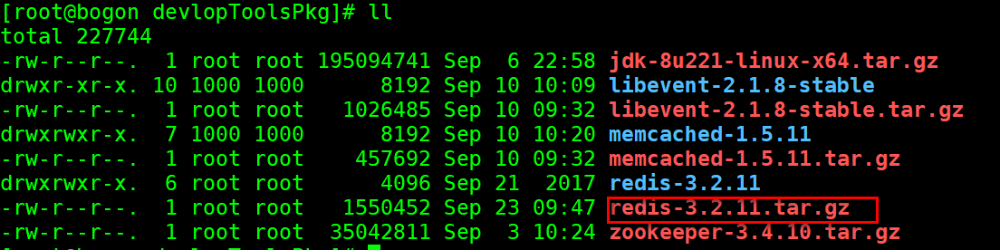 [root@bogon devlopToolsPkg]# ll
total 227744
-rw-r--r--.  1 root root 195094741 Sep  6 22:58 jdk-8u221-linux-x64.tar.gz
drwxr-xr-x. 10 1000 1000      8192 Sep 10 10:09 libevent-2.1.8-stable
-rw-r--r--.  1 root root   1026485 Sep 10 09:32 libevent-2.1.8-stable.tar.gz
drwxrwxr-x.  7 1000 1000      8192 Sep 10 10:20 memcached-1.5.11
-rw-r--r--.  1 root root    457692 Sep 10 09:32 memcached-1.5.11.tar.gz
drwxrwxr-x.  6 root root      4096 Sep 21  2017 redis-3.2.11
-rw-r--r--.  1 root root   1550452 Sep 23 09:47 redis-3.2.11.tar.gz
-rw-r--r--.  1 root root  35042811 Sep  3 10:24 zookeeper-3.4.10.tar.gz
[root@bogon devlopToolsPkg]#